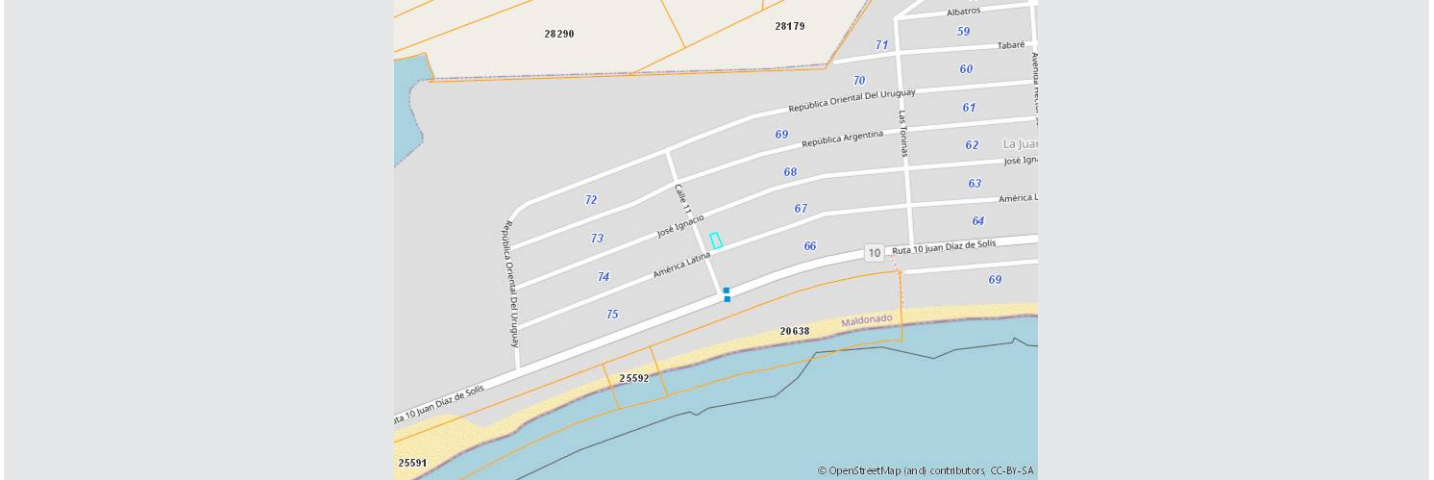 Albatros
28179
59
28290
71
Tabaré
60
70
República Oriental Del Uruguay
61
Las Toninas
69
República Argentina
62
La Jua
José Ign
68
63
72
Calle 11
América L
67
José Ignacio
64
73
66
Ruta 10 Juan Díaz de Solís
10
República Oriental Del Uruguay
América Latina
74
69
75
Maldonado
20638
25592
uta 10 Juan Díaz de Solís
25591
© OpenStreetMap (and) contributors, CC-BY-SA